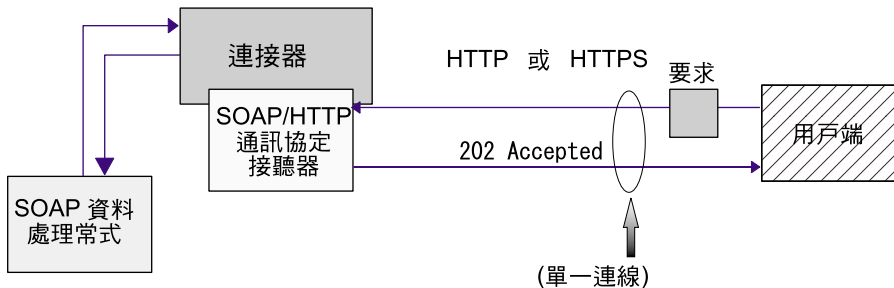 連接器
HTTP 或 HTTPS
要求
SOAP/HTTP
通訊協定
接聽器
用戶端
202 Accepted
SOAP 資料
處理常式
(單一連線)